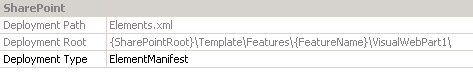 SharePoint
Deployment Path Elements.xml
Deployment Root {SharePointRoot}\Template\Features\{FeatureName}\VisualWebPart1\
Deployment Type ElementManifest